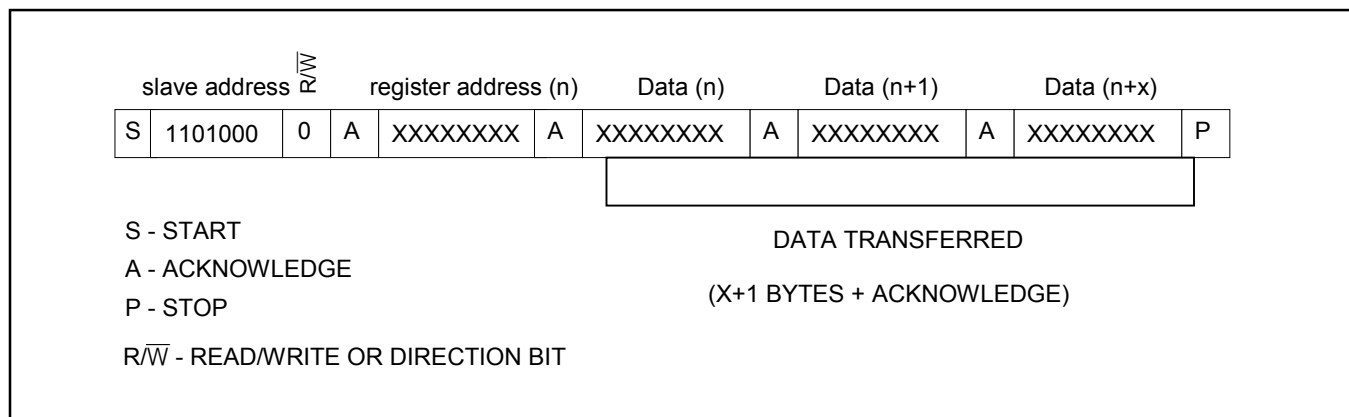 slave address R/W̅ register address (n) Data (n) Data (n+1) Data (n+x)
S 1101000 0 A XXXXXXXX A XXXXXXXX A XXXXXXXX A XXXXXXXX P
S - START
A - ACKNOWLEDGE
P - STOP
R/W̅ - READ/WRITE OR DIRECTION BIT
DATA TRANSFERRED
(X+1 BYTES + ACKNOWLEDGE)